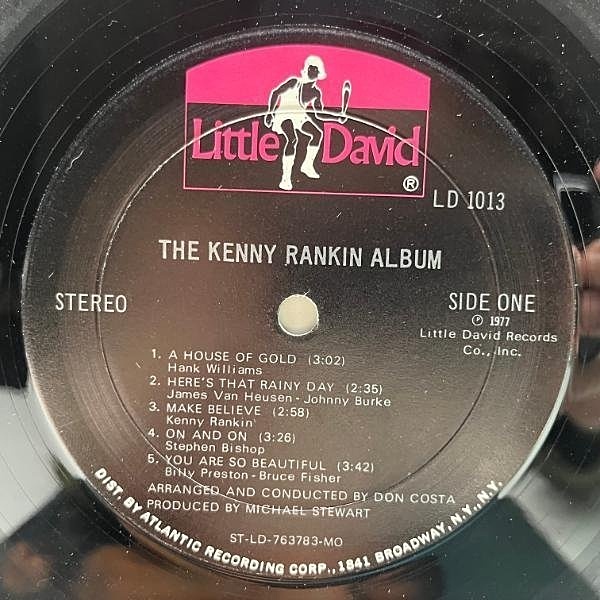 Little David ®
LD 1013
THE KENNY RANKIN ALBUM
STEREO
SIDE ONE
Ⓟ 1977
Little David Records
Co., Inc.
1. A HOUSE OF GOLD (3:02)
Hank Williams
2. HERE'S THAT RAINY DAY (2:35)
James Van Heusen - Johnny Burke
3. MAKE BELIEVE (2:58)
Kenny Rankin
4. ON AND ON (3:26)
Stephen Bishop
5. YOU ARE SO BEAUTIFUL (3:42)
Billy Preston - Bruce Fisher
ARRANGED AND CONDUCTED BY DON COSTA
PRODUCED BY MICHAEL STEWART
ST-LD-763783-MO
DIST. BY ATLANTIC RECORDING CORP., 1841 BROADWAY, N.Y., N.Y.